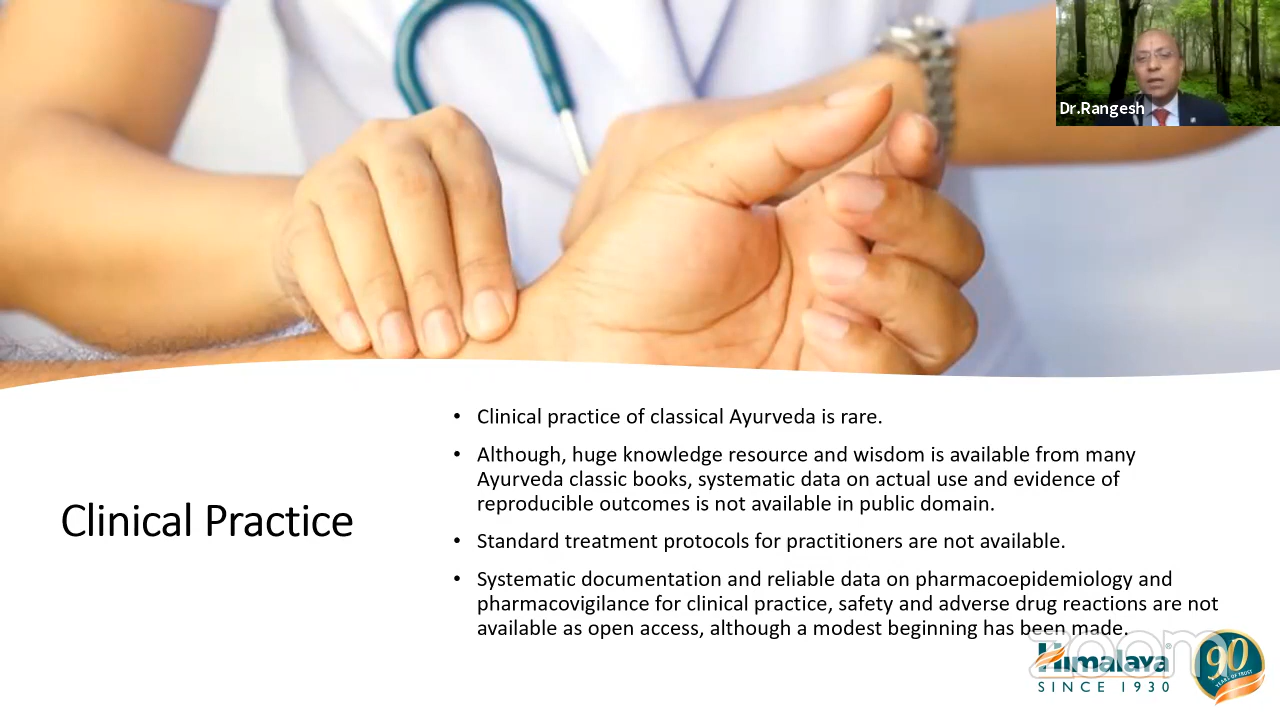 Dr.Rangesh
Clinical Practice
• Clinical practice of classical Ayurveda is rare.
• Although, huge knowledge resource and wisdom is available from many
Ayurveda classic books, systematic data on actual use and evidence of
reproducible outcomes is not available in public domain.
• Standard treatment protocols for practitioners are not available.
• Systematic documentation and reliable data on pharmacoepidemiology and
pharmacovigilance for clinical practice, safety and adverse drug reactions are not
available as open access, although a modest beginning has been made.
zoom
Himalaya
SINCE 1930
90
YEARS OF TRUST